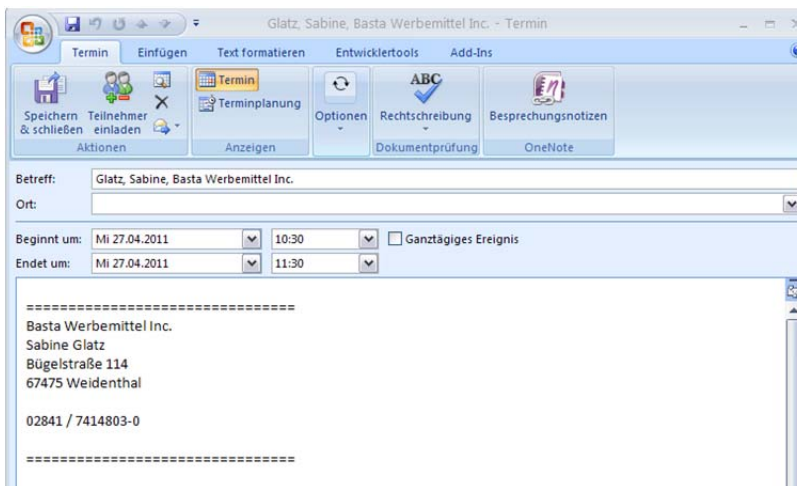 Glatz, Sabine, Basta Werbemittel Inc. - Termin
Termin Einfügen Text formatieren Entwicklertools Add-Ins
Speichern & schließen
Teilnehmer einladen
Termin
Terminplanung
Optionen
ABC
Rechtschreibung
Besprechungsnotizen
Aktionen Anzeigen Dokumentprüfung OneNote
Betreff: Glatz, Sabine, Basta Werbemittel Inc.
Ort:
Beginnt um: Mi 27.04.2011 10:30 Ganztägiges Ereignis
Endet um: Mi 27.04.2011 11:30
================================
Basta Werbemittel Inc.
Sabine Glatz
Bügelstraße 114
67475 Weidenthal
02841 / 7414803-0
================================